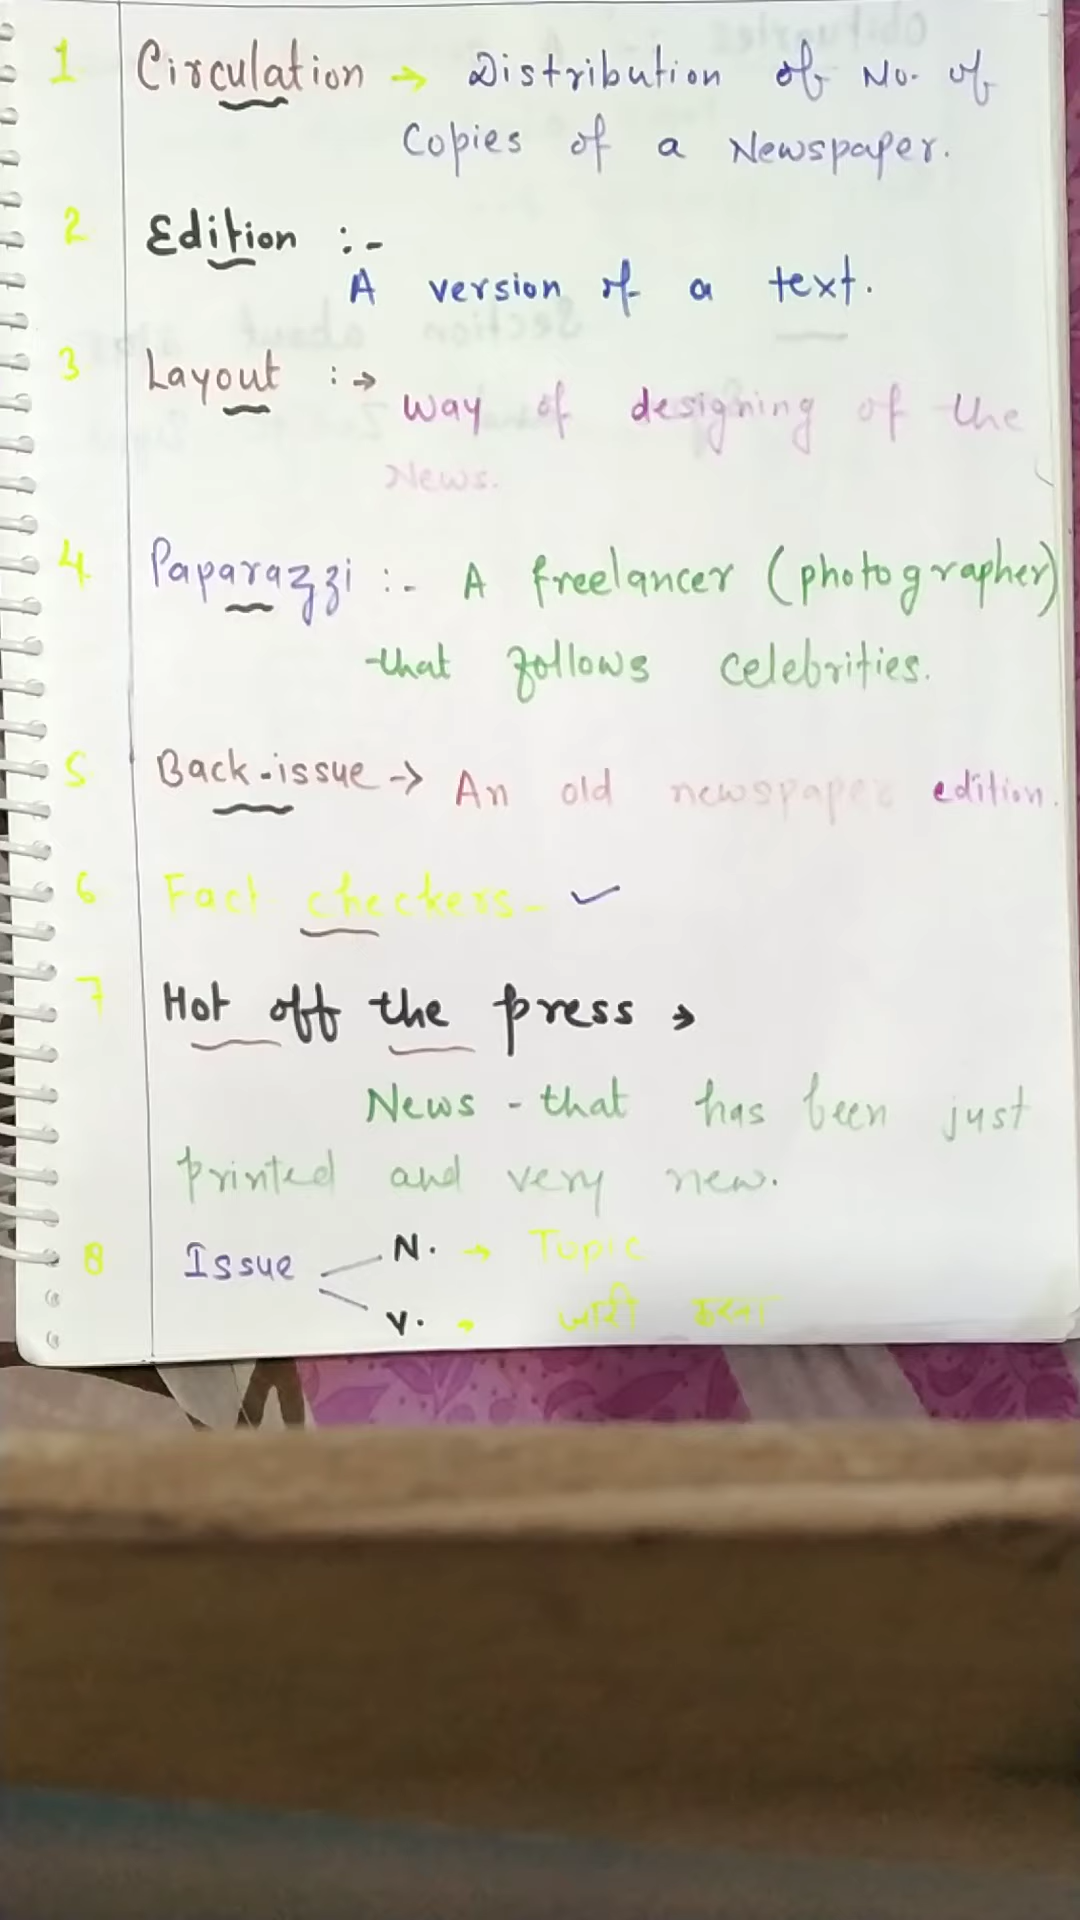 1 Circulation → Distribution of No. of
Copies of a Newspaper.
2 Edition :-
A version of a text.
3 Layout :→
Way of designing of the
News.
4 Paparazzi :- A freelancer (photographer)
that follows celebrities.
5 Back-issue → An old newspaper edition.
6 Fact checkers - ✓
7 Hot off the press →
News - that has been just
printed and very new.
8 Issue
N. → Topic
V. → जारी करना